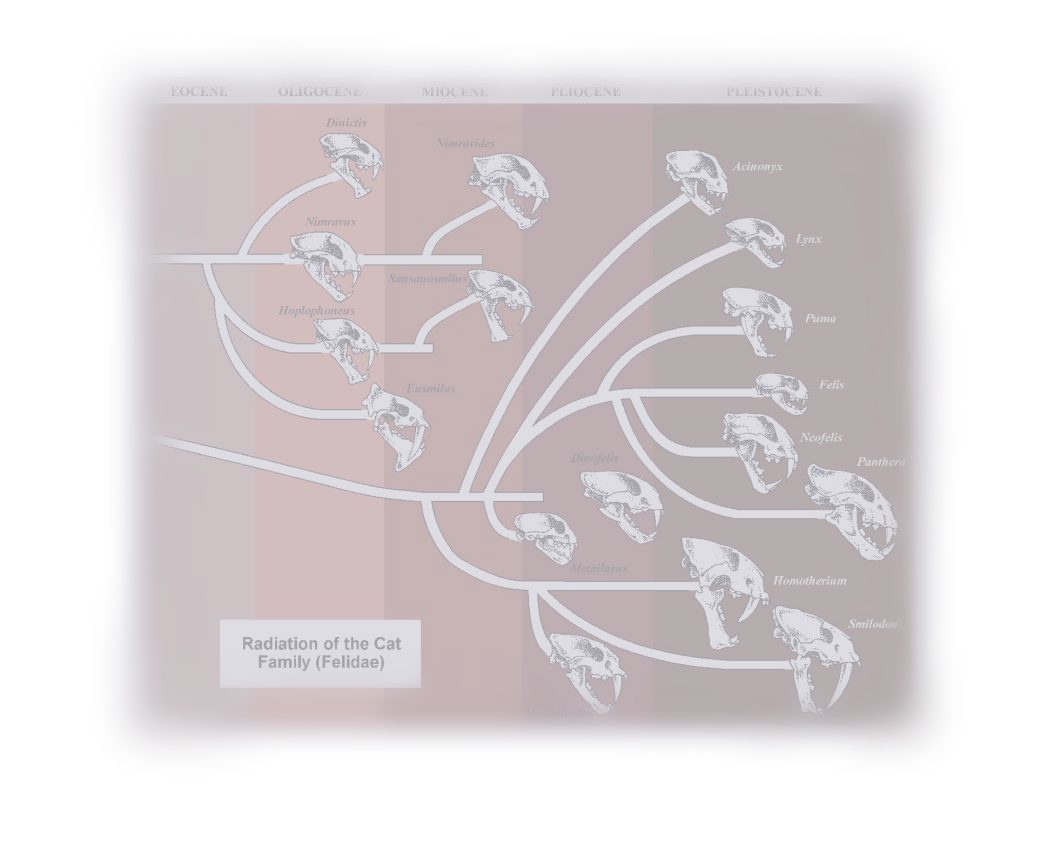 EOCENE OLIGOCENE MIOCENE PLIOCENE PLEISTOCENE
Dinictis
Nimravides
Acinonyx
Nimravus
Lynx
Sansanosmilus
Hoplophoneus
Puma
Eusmilus
Felis
Neofelis
Dinofelis
Panthera
Metailurus
Homotherium
Smilodon
Radiation of the Cat
Family (Felidae)